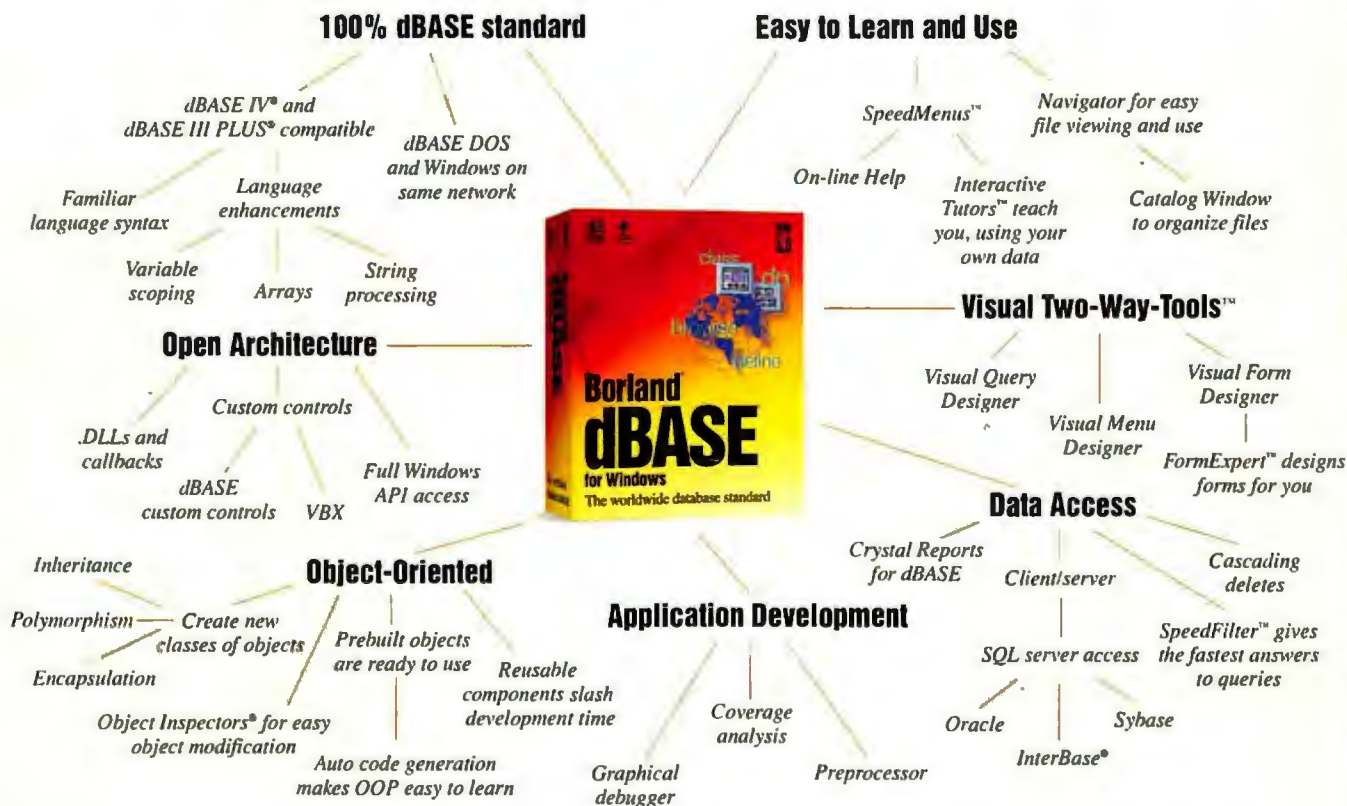 100% dBASE standard
Easy to Learn and Use
dBASE IV® and
dBASE III PLUS® compatible
dBASE DOS
and Windows on
same network
Familiar
language syntax
Language
enhancements
Variable
scoping
Arrays
String
processing
SpeedMenus™
Navigator for easy
file viewing and use
On-line Help
Interactive
Tutors™ teach
you, using your
own data
Catalog Window
to organize files
Open Architecture
.DLLs and
callbacks
Custom controls
dBASE
custom controls
VBX
Full Windows
API access
class
browse
define
Borland
dBASE
for Windows
The worldwide database standard
dBASE
Visual Two-Way-Tools™
Visual Query
Designer
Visual Menu
Designer
Visual Form
Designer
FormExpert™ designs
forms for you
Data Access
Crystal Reports
for dBASE
Client/server
Cascading
deletes
SQL server access
SpeedFilter™ gives
the fastest answers
to queries
Oracle
InterBase®
Sybase
Object-Oriented
Inheritance
Polymorphism
Encapsulation
Create new
classes of objects
Prebuilt objects
are ready to use
Reusable
components slash
development time
Object Inspectors® for easy
object modification
Auto code generation
makes OOP easy to learn
Application Development
Graphical
debugger
Coverage
analysis
Preprocessor